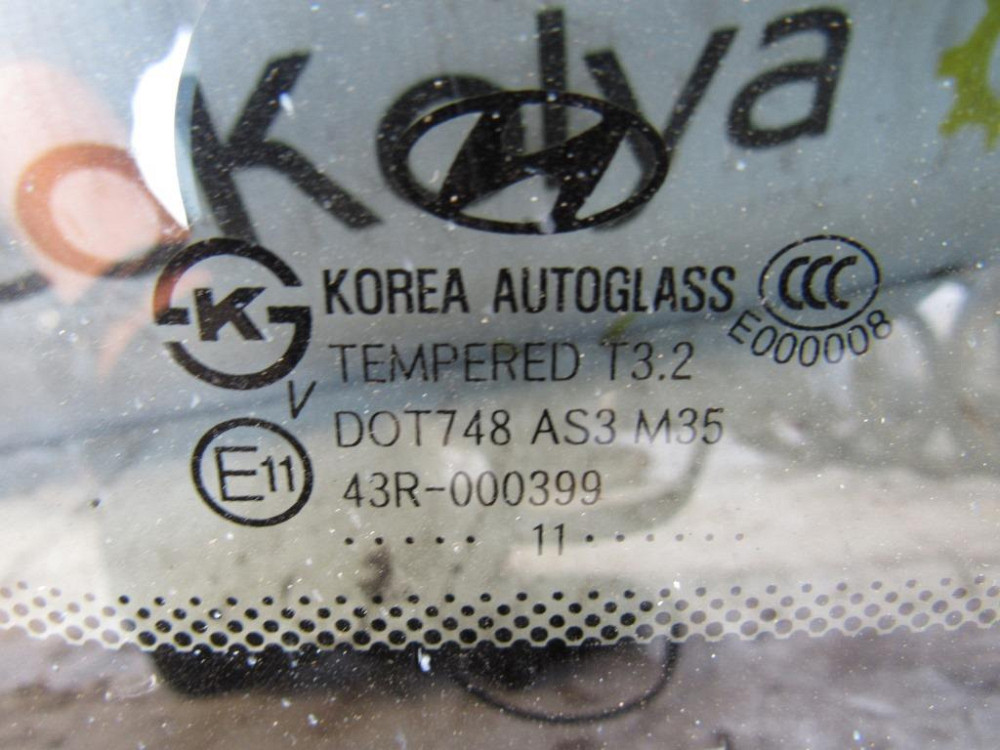 Kolya
KOREA AUTOGLASS CCC
E000008
K
TEMPERED T3.2
V
DOT748 AS3 M35
E11
43R-000399
..... 11.......